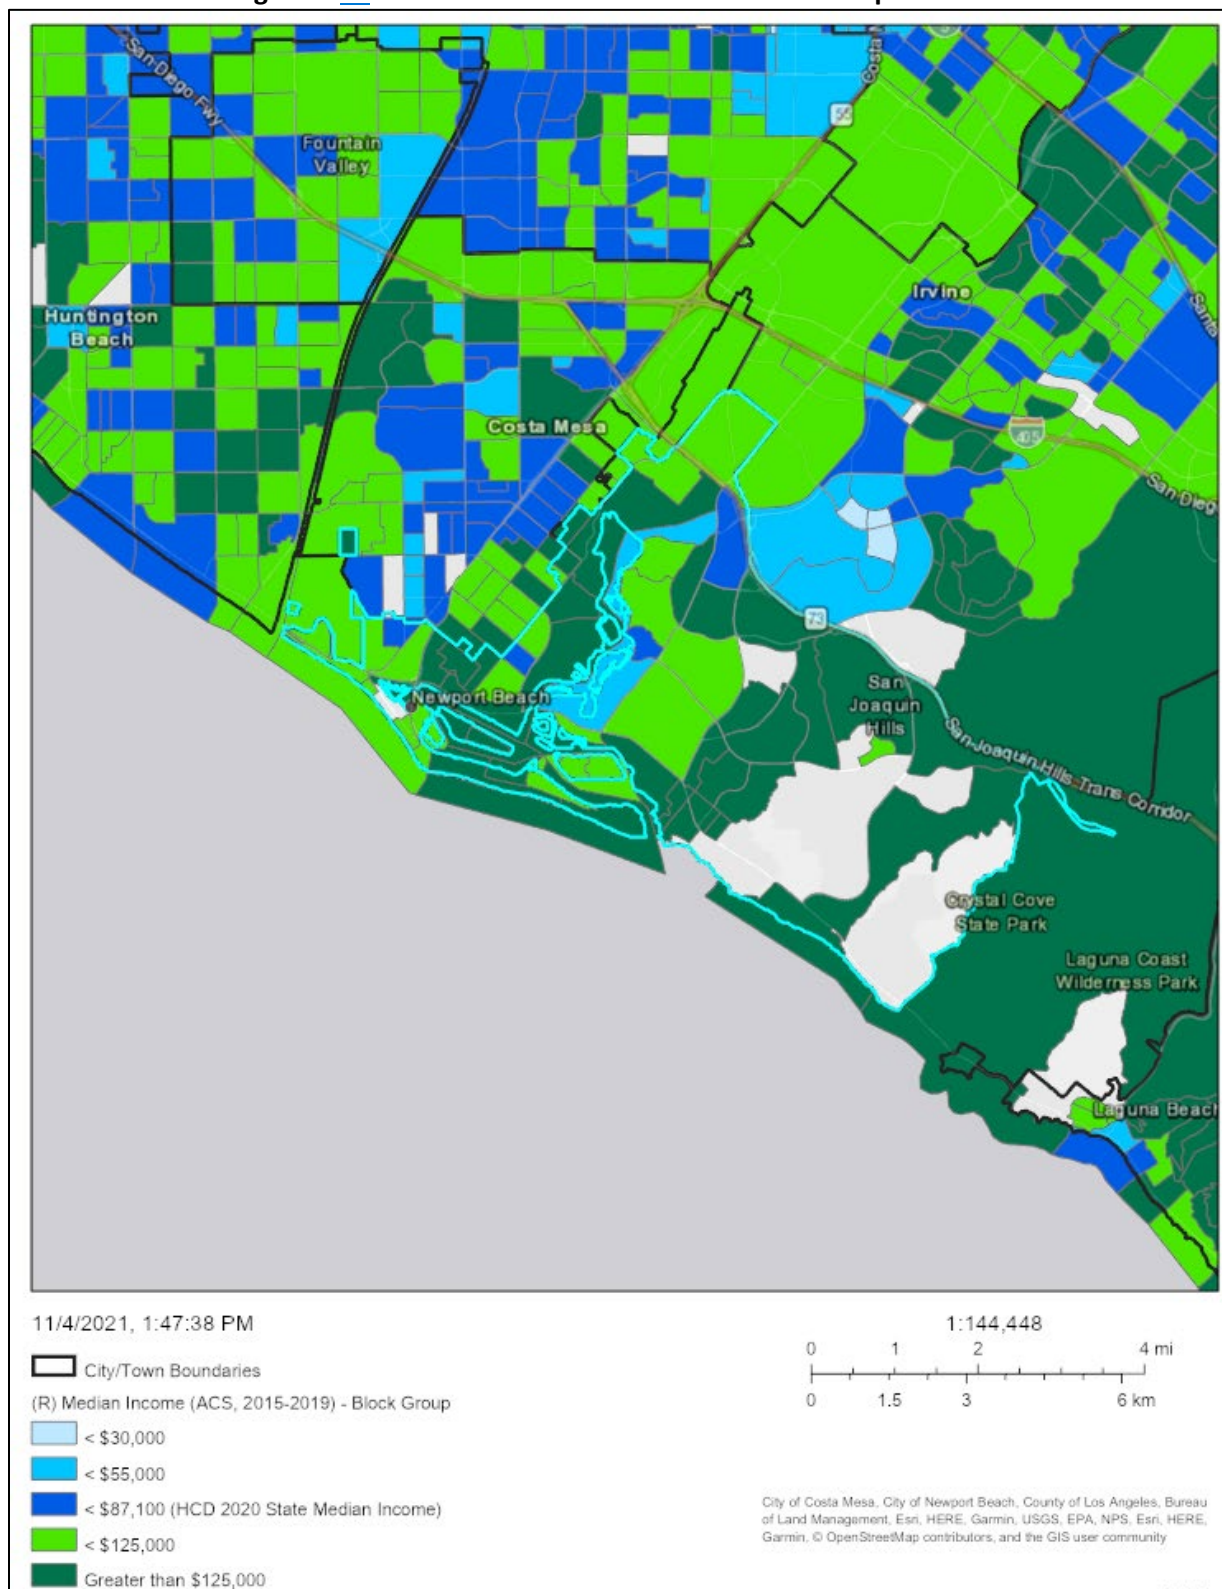 San Diego Fwy
Costa M
5
55
Fountain
Valley
Irvine
Santa
Huntington
Beach
Costa Mesa
405
San Dieg
73
San
Joaquin
Hills
Newport Beach
San Joaquin Hills Trans Corridor
Crystal Cove
State Park
Laguna Coast
Wilderness Park
Laguna Beach
11/4/2021, 1:47:38 PM
1:144,448
0 1 2 4 mi
0 1.5 3 6 km
City/Town Boundaries
(R) Median Income (ACS, 2015-2019) - Block Group
< $30,000
< $55,000
< $87,100 (HCD 2020 State Median Income)
< $125,000
Greater than $125,000
City of Costa Mesa, City of Newport Beach, County of Los Angeles, Bureau
of Land Management, Esri, HERE, Garmin, USGS, EPA, NPS, Esri, HERE,
Garmin, © OpenStreetMap contributors, and the GIS user community